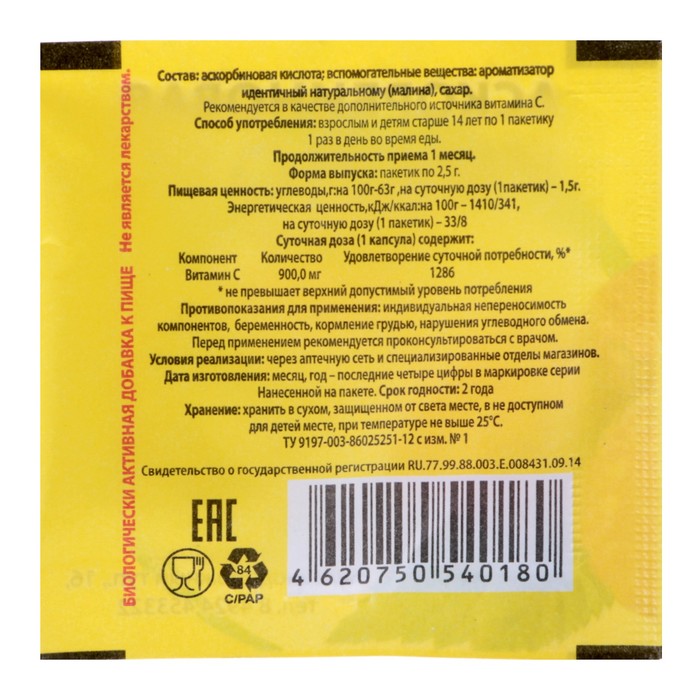 Состав: аскорбиновая кислота; вспомогательные вещества: ароматизатор
идентичный натуральному (малина), сахар.
Рекомендуется в качестве дополнительного источника витамина С.
Способ употребления: взрослым и детям старше 14 лет по 1 пакетику
1 раз в день во время еды.
Продолжительность приема 1 месяц.
Форма выпуска: пакетик по 2,5 г.
Пищевая ценность: углеводы,г:на 100г-63г ,на суточную дозу (1пакетик) – 1,5г.
Энергетическая ценность,кДж/ккал:на 100г – 1410/341,
на суточную дозу (1 пакетик) – 33/8
Суточная доза (1 капсула) содержит:
Компонент Количество Удовлетворение суточной потребности, %*
Витамин С 900,0 мг 1286
* не превышает верхний допустимый уровень потребления
Противопоказания для применения: индивидуальная непереносимость
компонентов, беременность, кормление грудью, нарушения углеводного обмена.
Перед применением рекомендуется проконсультироваться с врачом.
Условия реализации: через аптечную сеть и специализированные отделы магазинов.
Дата изготовления: месяц, год – последние четыре цифры в маркировке серии
Нанесенной на пакете. Срок годности: 2 года
Хранение: хранить в сухом, защищенном от света месте, в не доступном
для детей месте, при температуре не выше 25°С.
ТУ 9197-003-86025251-12 с изм. № 1
Свидетельство о государственной регистрации RU.77.99.88.003.Е.008431.09.14
БИОЛОГИЧЕСКИ АКТИВНАЯ ДОБАВКА К ПИЩЕ Не является лекарством.
ЕАС
84
C/PAP
4 620750 540180